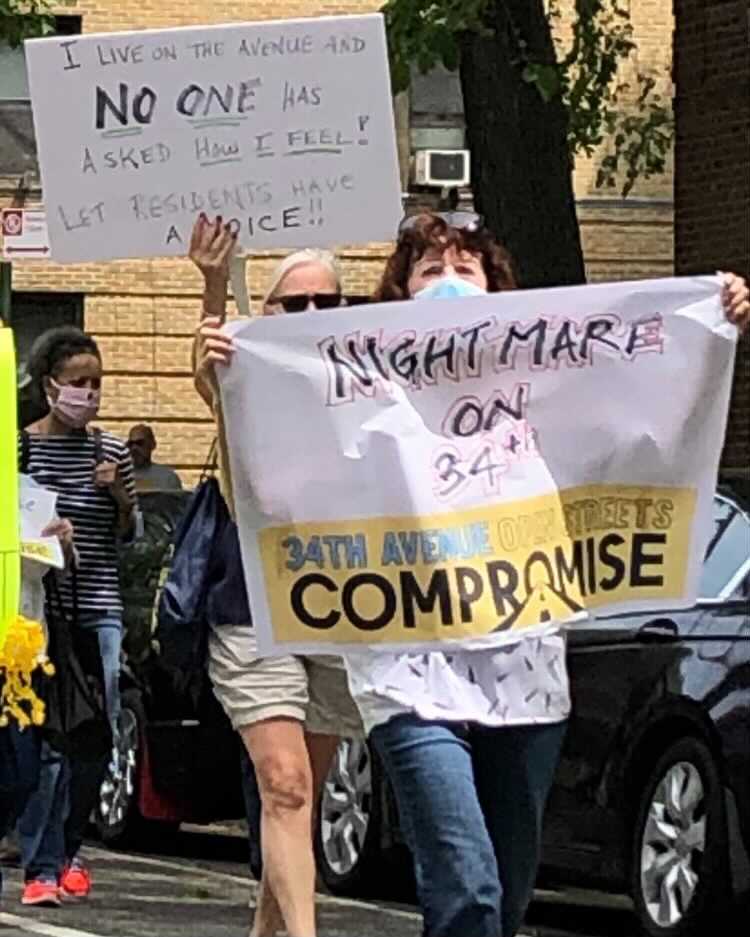 I LIVE ON THE AVENUE AND
NO ONE HAS
ASKED HOW I FEEL!
LET RESIDENTS HAVE
A VOICE!!
NIGHTMARE
ON
34th
34TH AVENUE OPEN STREETS
COMPROMISE